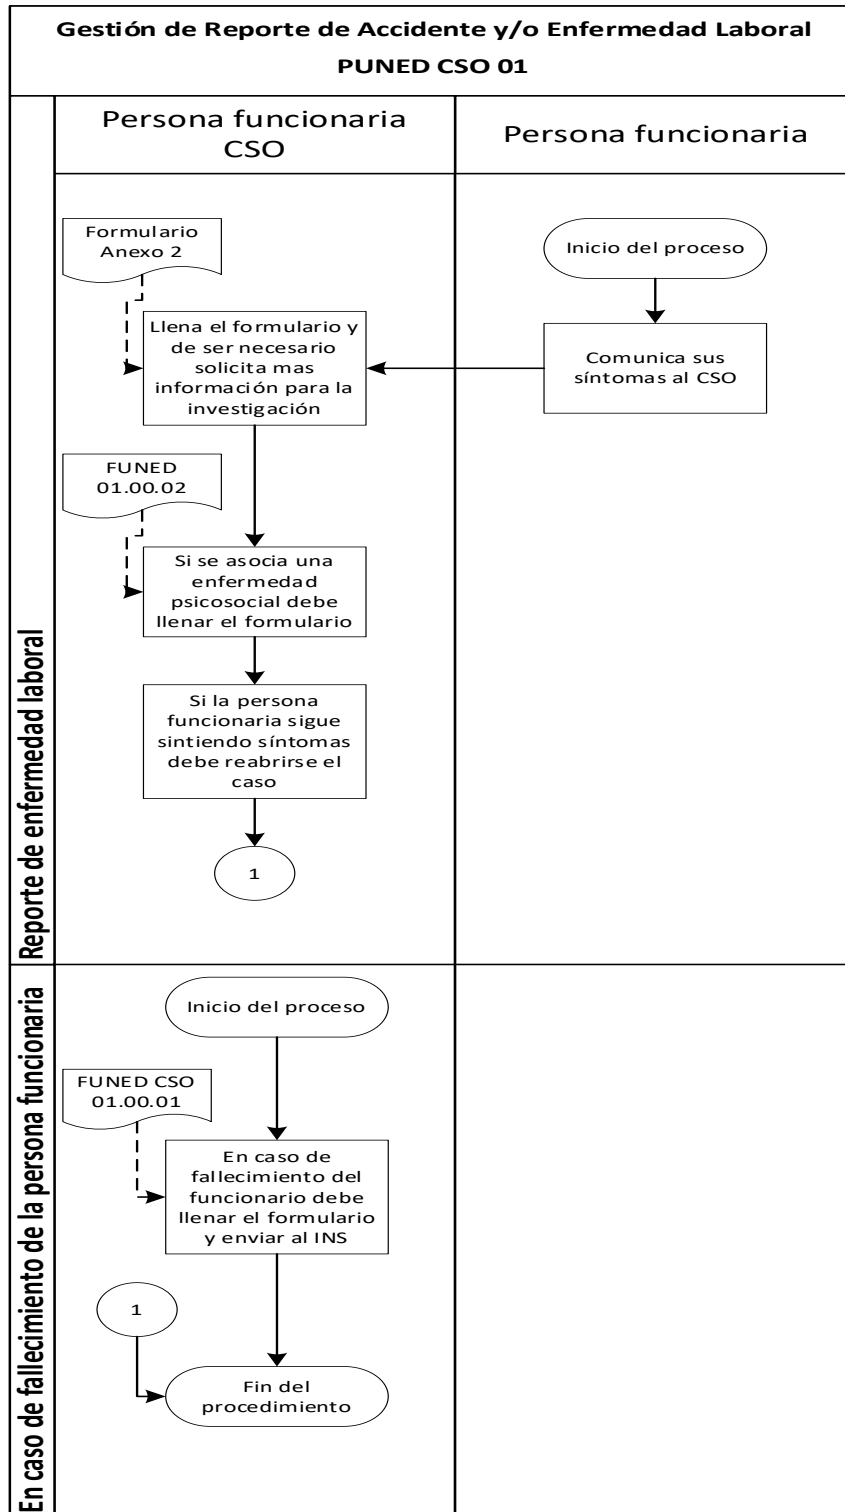 Gestión de Reporte de Accidente y/o Enfermedad Laboral
PUNED CSO 01
Persona funcionaria
CSO
Persona funcionaria
Reporte de enfermedad laboral
Formulario
Anexo 2
Inicio del proceso
Llena el formulario y
de ser necesario
solicita mas
información para la
investigación
Comunica sus
síntomas al CSO
FUNED
01.00.02
Si se asocia una
enfermedad
psicosocial debe
llenar el formulario
Si la persona
funcionaria sigue
sintiendo síntomas
debe reabrirse el
caso
1
En caso de fallecimiento de la persona funcionaria
Inicio del proceso
FUNED CSO
01.00.01
En caso de
fallecimiento del
funcionario debe
llenar el formulario
y enviar al INS
1
Fin del
procedimiento